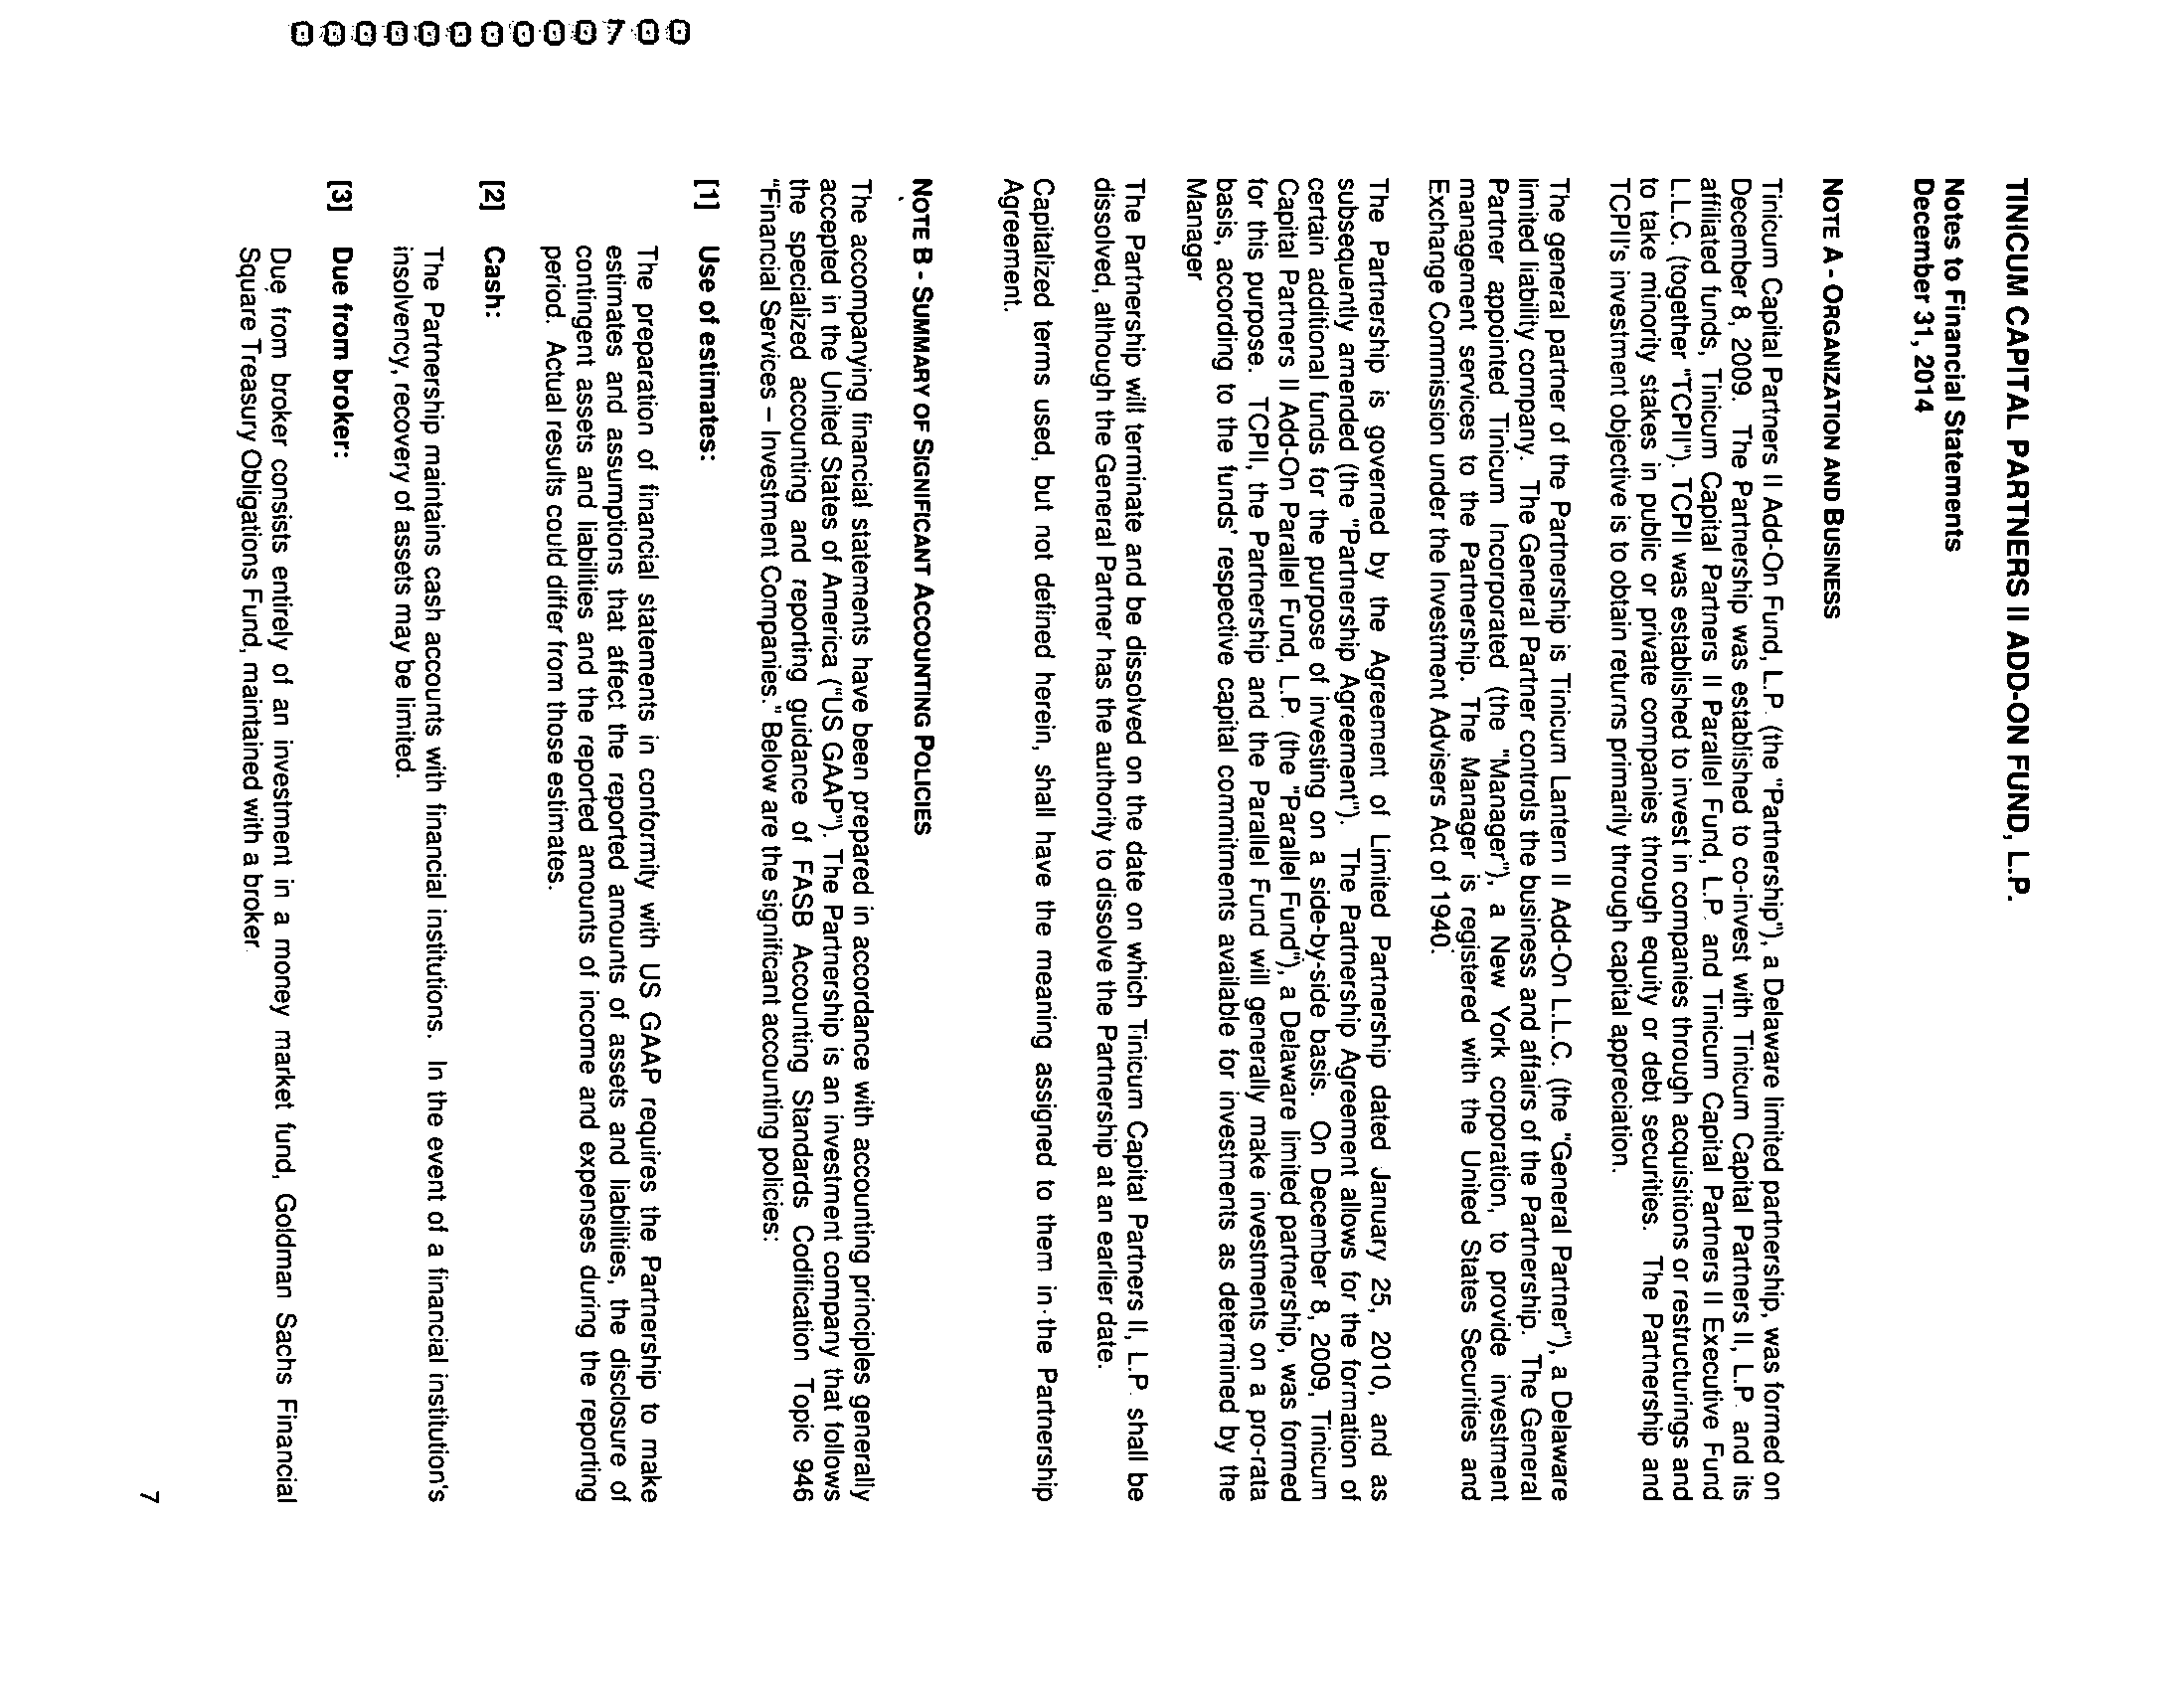 TINICUM CAPITAL PARTNERS II ADD-ON FUND, L.P.
Notes to Financial Statements
December 31, 2014
NOTE A - ORGANIZATION AND BUSINESS
Tinicum Capital Partners II Add-On Fund, L.P. (the "Partnership"), a Delaware limited partnership, was formed on
December 8, 2009. The Partnership was established to co-invest with Tinicum Capital Partners II, L.P. and its
affiliated funds, Tinicum Capital Partners II Parallel Fund, L.P. and Tinicum Capital Partners II Executive Fund
L.L.C. (together "TCPII"). TCPII was established to invest in companies through acquisitions or restructurings and
to take minority stakes in public or private companies through equity or debt securities. The Partnership and
TCPII's investment objective is to obtain returns primarily through capital appreciation.
The general partner of the Partnership is Tinicum Lantern II Add-On L.L.C. (the "General Partner"), a Delaware
limited liability company. The General Partner controls the business and affairs of the Partnership. The General
Partner appointed Tinicum Incorporated (the "Manager"), a New York corporation, to provide investment
management services to the Partnership. The Manager is registered with the United States Securities and
Exchange Commission under the Investment Advisers Act of 1940.
The Partnership is governed by the Agreement of Limited Partnership dated January 25, 2010, and as
subsequently amended (the "Partnership Agreement"). The Partnership Agreement allows for the formation of
certain additional funds for the purpose of investing on a side-by-side basis. On December 8, 2009, Tinicum
Capital Partners II Add-On Parallel Fund, L.P. (the "Parallel Fund"), a Delaware limited partnership, was formed
for this purpose. TCPII, the Partnership and the Parallel Fund will generally make investments on a pro-rata
basis, according to the funds' respective capital commitments available for investments as determined by the
Manager
The Partnership will terminate and be dissolved on the date on which Tinicum Capital Partners II, L.P. shall be
dissolved, although the General Partner has the authority to dissolve the Partnership at an earlier date.
Capitalized terms used, but not defined herein, shall have the meaning assigned to them in the Partnership
Agreement.
NOTE B - SUMMARY OF SIGNIFICANT ACCOUNTING POLICIES
The accompanying financial statements have been prepared in accordance with accounting principles generally
accepted in the United States of America ("US GAAP"). The Partnership is an investment company that follows
the specialized accounting and reporting guidance of FASB Accounting Standards Codification Topic 946
"Financial Services – Investment Companies." Below are the significant accounting policies:
[1] Use of estimates:
The preparation of financial statements in conformity with US GAAP requires the Partnership to make
estimates and assumptions that affect the reported amounts of assets and liabilities, the disclosure of
contingent assets and liabilities and the reported amounts of income and expenses during the reporting
period. Actual results could differ from those estimates.
[2] Cash:
The Partnership maintains cash accounts with financial institutions. In the event of a financial institution's
insolvency, recovery of assets may be limited.
[3] Due from broker:
Due from broker consists entirely of an investment in a money market fund, Goldman Sachs Financial
Square Treasury Obligations Fund, maintained with a broker.
7
0000000000700